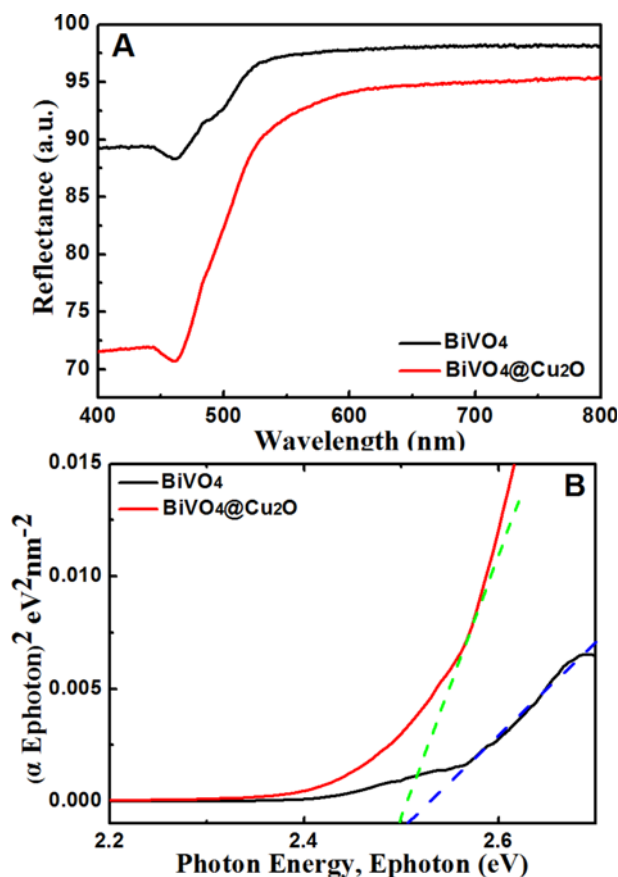 A
100
95
90
85
80
75
70
Reflectance (a.u.)
BiVO4
BiVO4@Cu2O
400 500 600 700 800
Wavelength (nm)
B
BiVO4
BiVO4@Cu2O
0.015
0.010
0.005
0.000
(α Ephoton)² eV²nm⁻²
2.2 2.4 2.6
Photon Energy, Ephoton (eV)